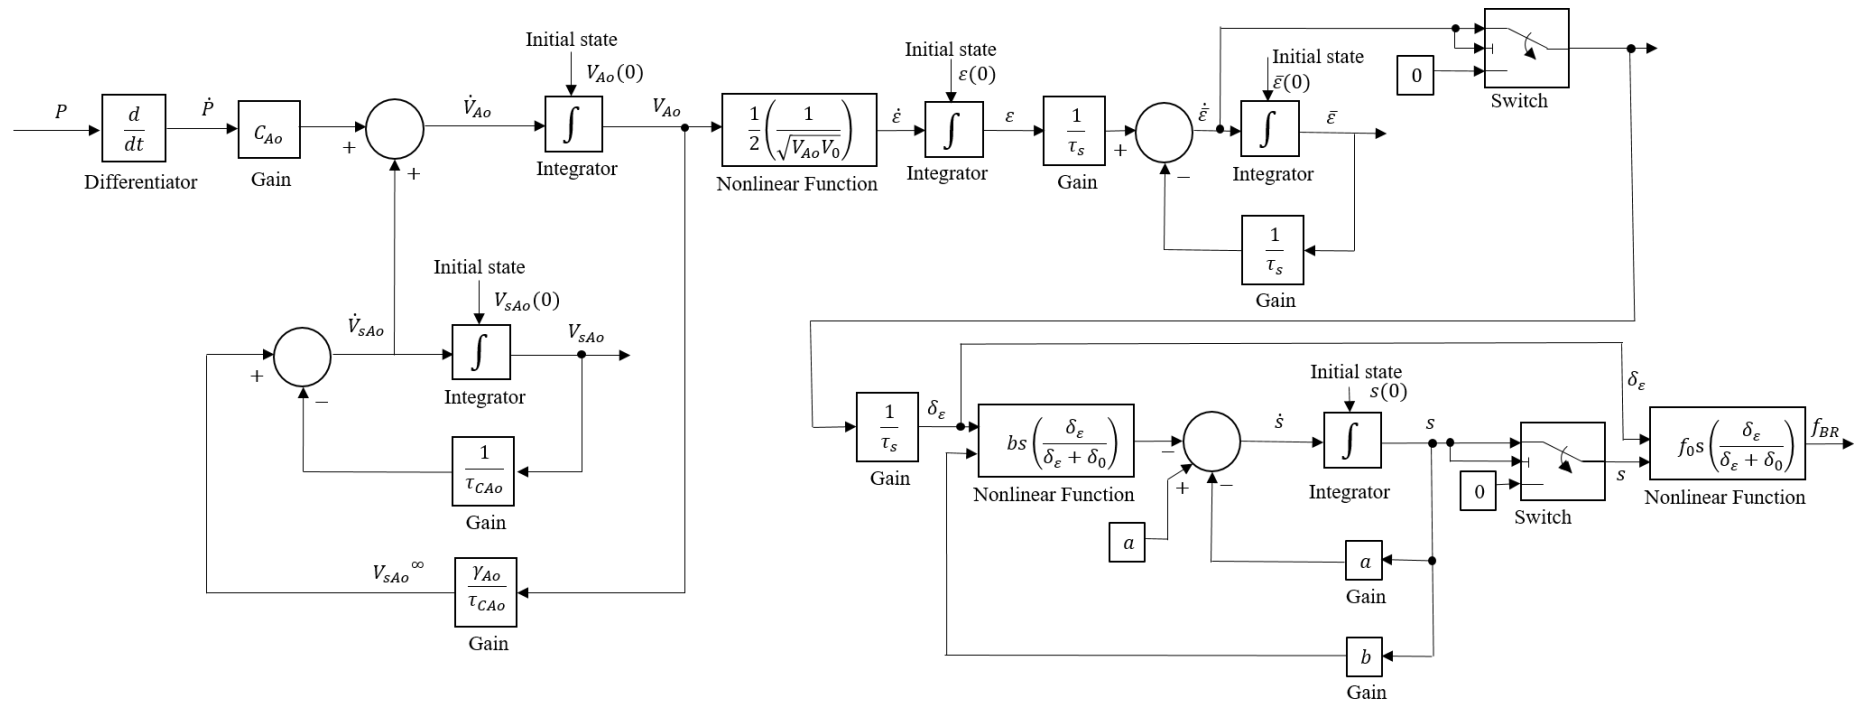 P
d
dt
Differentiator
Ṗ
C_Ao
Gain
+
+
V̇_Ao
Initial state
V_Ao(0)
∫
Integrator
V_Ao
1/2 (1/√(V_Ao V_0))
Nonlinear Function
ε̇
Initial state
ε(0)
∫
Integrator
ε
1/τ_s
Gain
+
−
ε̄̇
Initial state
ε̄(0)
∫
Integrator
ε̄
1/τ_s
Gain
0
Switch
+
−
V̇_sAo
Initial state
V_sAo(0)
∫
Integrator
V_sAo
1/τ_CAo
Gain
V_sAo^∞
γ_Ao/τ_CAo
Gain
1/τ_s
Gain
δ_ε
bs(δ_ε/(δ_ε + δ_0))
Nonlinear Function
−
+
−
a
ṡ
Initial state
s(0)
∫
Integrator
s
a
Gain
b
Gain
0
Switch
s
δ_ε
f_0s(δ_ε/(δ_ε + δ_0))
Nonlinear Function
f_BR